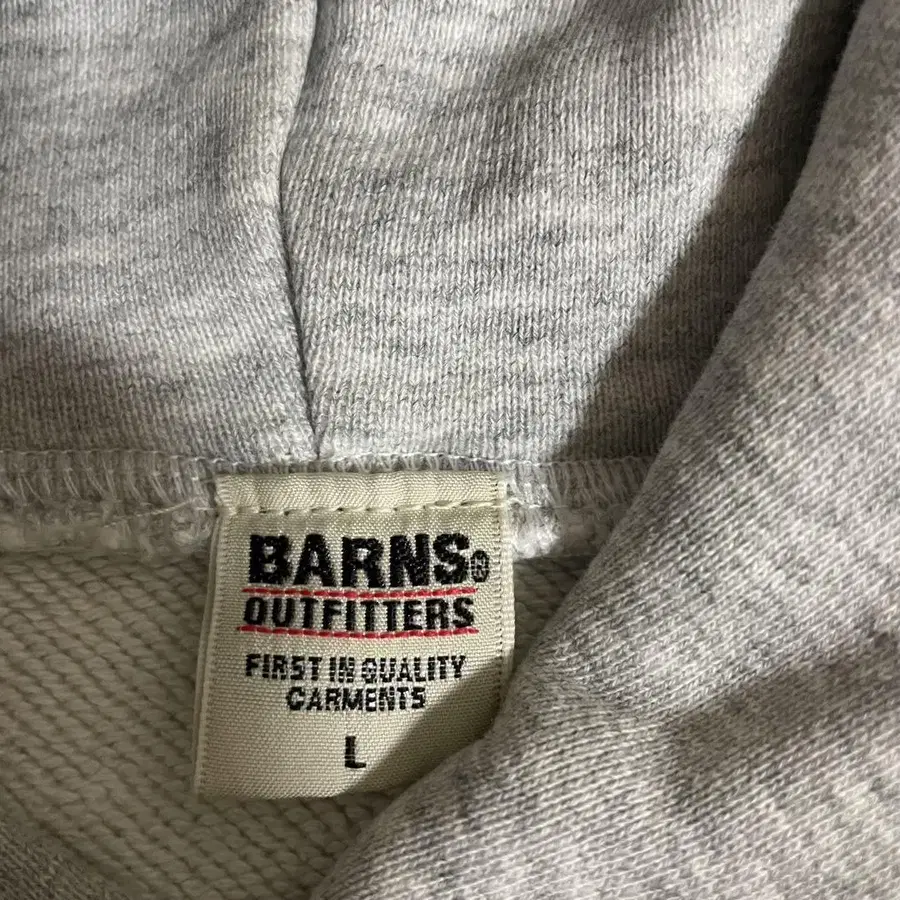 BARNS®
OUTFITTERS
FIRST IN QUALITY
GARMENTS
L